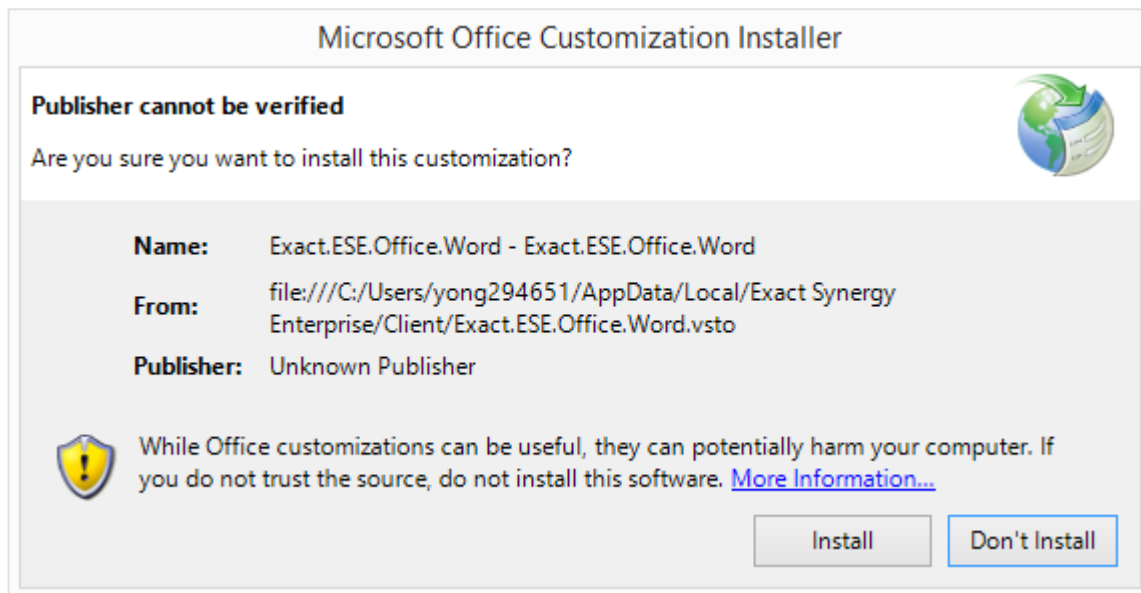 Microsoft Office Customization Installer
Publisher cannot be verified
Are you sure you want to install this customization?
Name: Exact.ESE.Office.Word - Exact.ESE.Office.Word
From: file:///C:/Users/yong294651/AppData/Local/Exact Synergy
Enterprise/Client/Exact.ESE.Office.Word.vsto
Publisher: Unknown Publisher
While Office customizations can be useful, they can potentially harm your computer. If
you do not trust the source, do not install this software. More Information...
Install Don't Install